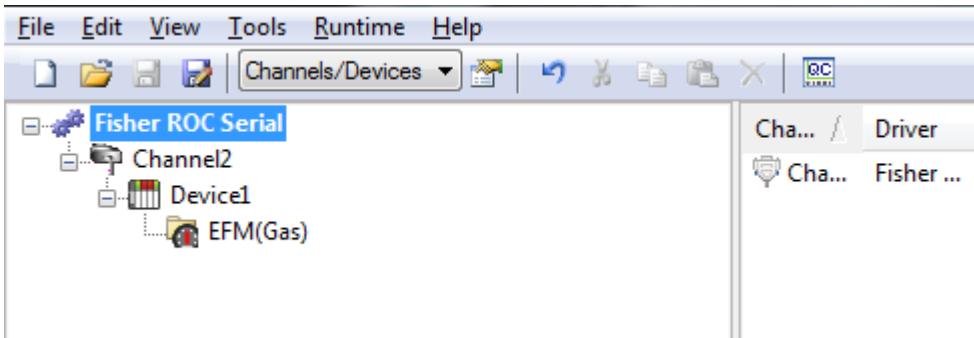 File Edit View Tools Runtime Help
Channels/Devices QC
Fisher ROC Serial
Channel2
Device1
EFM(Gas)
Cha... Driver
Cha... Fisher ...